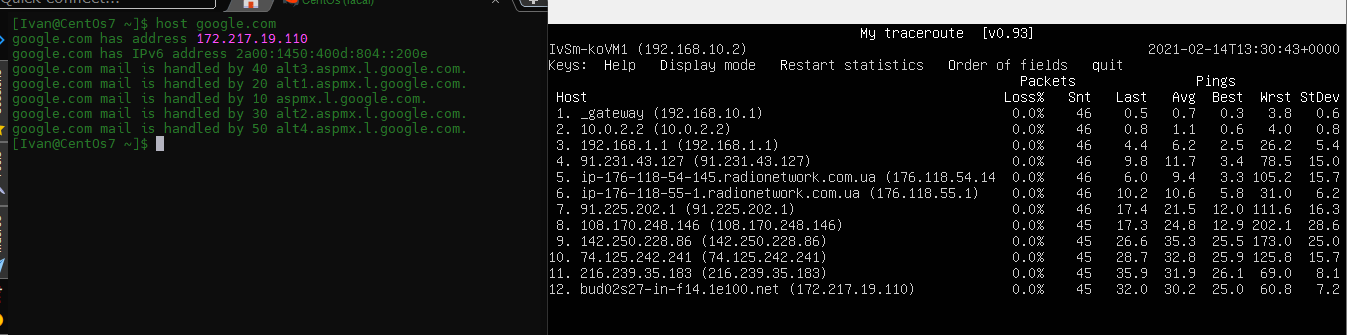 Quick connect...
CentOS (local)
[Ivan@CentOs7 ~]$ host google.com
google.com has address 172.217.19.110
google.com has IPv6 address 2a00:1450:400d:804::200e
google.com mail is handled by 40 alt3.aspmx.l.google.com.
google.com mail is handled by 20 alt1.aspmx.l.google.com.
google.com mail is handled by 10 aspmx.l.google.com.
google.com mail is handled by 30 alt2.aspmx.l.google.com.
google.com mail is handled by 50 alt4.aspmx.l.google.com.
[Ivan@CentOs7 ~]$
My traceroute [v0.93]
IvSm-koVM1 (192.168.10.2) 2021-02-14T13:30:43+0000
Keys: Help Display mode Restart statistics Order of fields quit
Packets Pings
Host Loss% Snt Last Avg Best Wrst StDev
1. _gateway (192.168.10.1) 0.0% 46 0.5 0.7 0.3 3.8 0.6
2. 10.0.2.2 (10.0.2.2) 0.0% 46 0.8 1.1 0.6 4.0 0.8
3. 192.168.1.1 (192.168.1.1) 0.0% 46 4.4 6.2 2.5 26.2 5.4
4. 91.231.43.127 (91.231.43.127) 0.0% 46 9.8 11.7 3.4 78.5 15.0
5. ip-176-118-54-145.radionetwork.com.ua (176.118.54.14 0.0% 46 6.0 9.4 3.3 105.2 15.7
6. ip-176-118-55-1.radionetwork.com.ua (176.118.55.1) 0.0% 46 10.2 10.6 5.8 31.0 6.2
7. 91.225.202.1 (91.225.202.1) 0.0% 46 17.4 21.5 12.0 111.6 16.3
8. 108.170.248.146 (108.170.248.146) 0.0% 45 17.3 24.8 12.9 202.1 28.6
9. 142.250.228.86 (142.250.228.86) 0.0% 45 26.6 35.3 25.5 173.0 25.0
10. 74.125.242.241 (74.125.242.241) 0.0% 45 28.7 32.8 25.9 125.8 15.7
11. 216.239.35.183 (216.239.35.183) 0.0% 45 35.9 31.9 26.1 69.0 8.1
12. bud02s27-in-f14.1e100.net (172.217.19.110) 0.0% 45 32.0 30.2 25.0 60.8 7.2